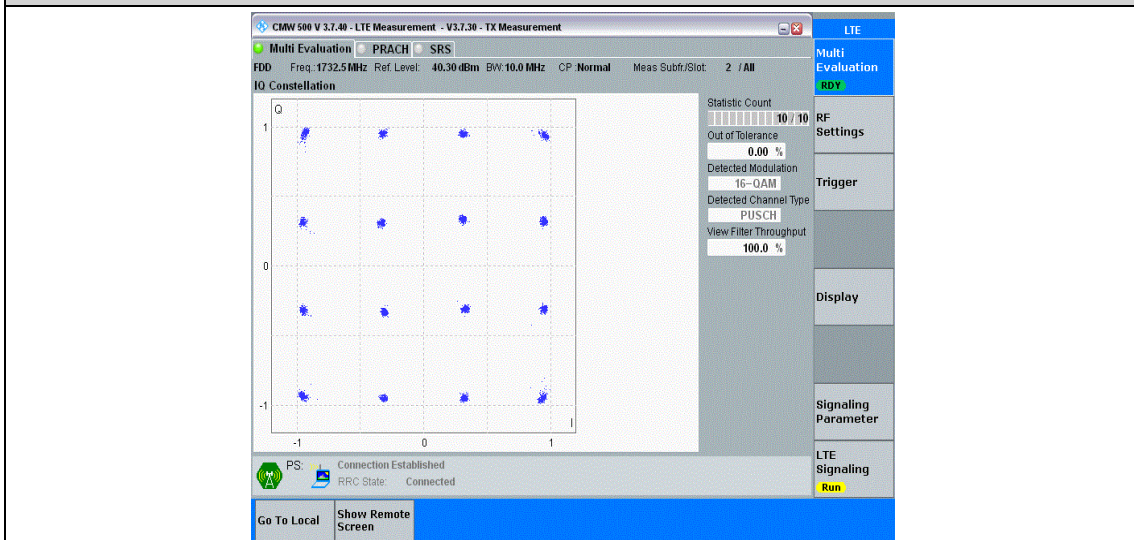 CMW 500 V 3.7.40 - LTE Measurement - V3.7.30 - TX Measurement
LTE
Multi Evaluation PRACH SRS
Multi Evaluation
RDY
FDD Freq.:1732.5 MHz Ref. Level: 40.30 dBm BW:10.0 MHz CP :Normal Meas Subfr./Slot: 2 / All
IQ Constellation
Q
1
0
-1
-1 0 1
I
Statistic Count
10 / 10
Out of Tolerance
0.00 %
Detected Modulation
16-QAM
Detected Channel Type
PUSCH
View Filter Throughput
100.0 %
RF
Settings
Trigger
Display
Signaling
Parameter
LTE
Signaling
Run
PS: Connection Established
RRC State: Connected
Go To Local
Show Remote
Screen